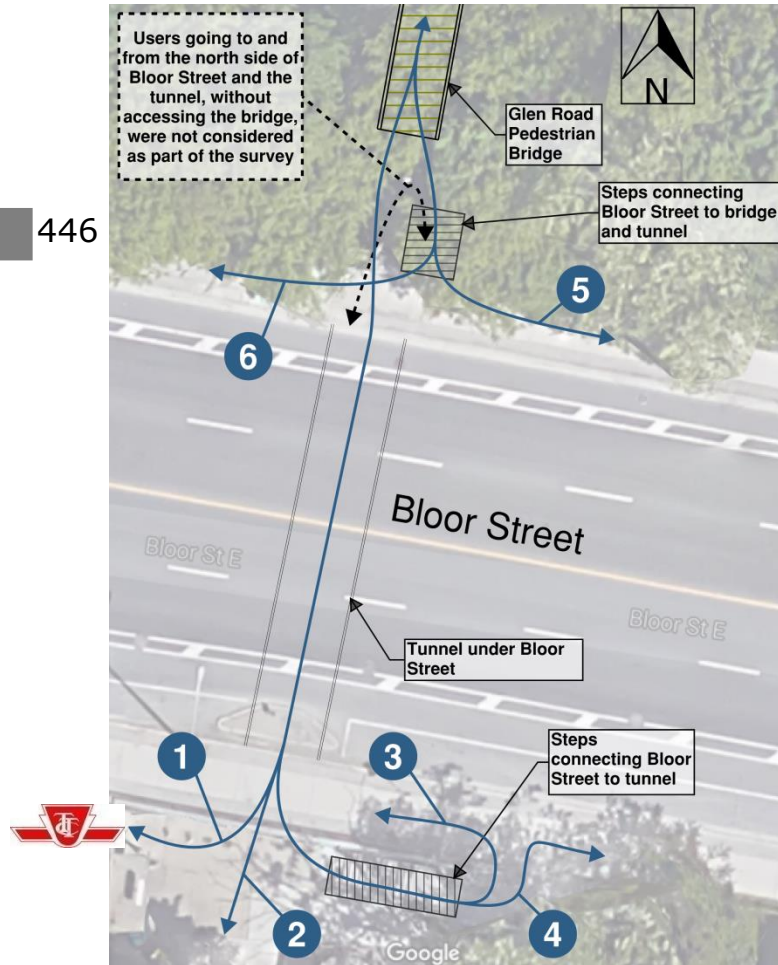 Users going to and
from the north side of
Bloor Street and the
tunnel, without
accessing the bridge,
were not considered
as part of the survey
N
Glen Road
Pedestrian
Bridge
446
Steps connecting
Bloor Street to bridge
and tunnel
5
6
Bloor Street
Bloor St E
Bloor St E
Tunnel under Bloor
Street
1
3
Steps
connecting Bloor
Street to tunnel
TTC
2
4
Google